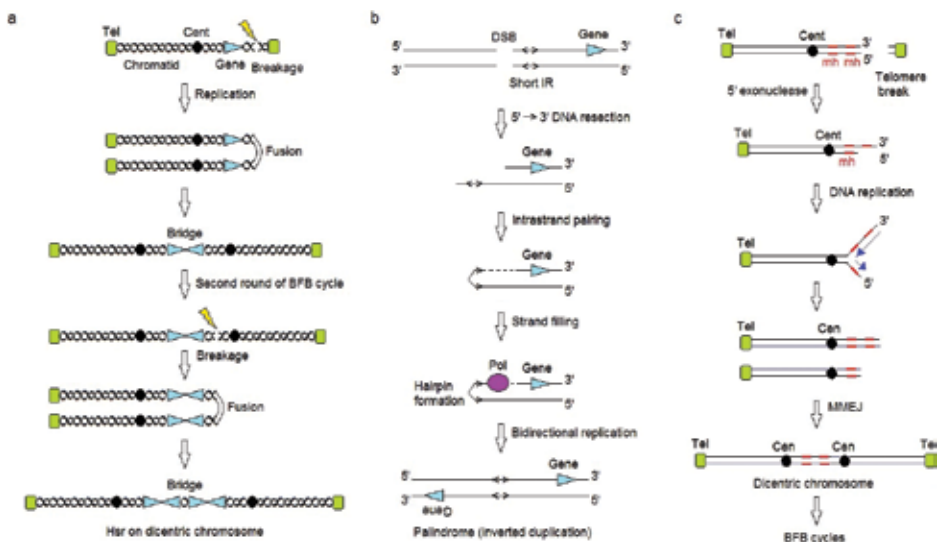 a
Tel
Cent
Chromatid
Gene
Breakage
Replication
Fusion
Bridge
Second round of BFB cycle
Breakage
Fusion
Bridge
Hsr on dicentric chromosome
b
DSB
Gene
5'
3'
3'
5'
Short IR
5' → 3' DNA resection
Gene
3'
5'
Intrastrand pairing
Gene
3'
5'
Strand filling
Pol
Gene
3'
Hairpin
formation
5'
Bidirectional replication
Gene
5'
3'
3'
5'
Gene
Palindrome (inverted duplication)
c
Tel
Cent
3'
5'
mh
mh
Telomere
break
5' exonuclease
Tel
Cent
3'
5'
mh
DNA replication
3'
Tel
5'
Tel
Cen
MMEJ
Tel
Cen
Cen
Dicentric chromosome
BFB cycles